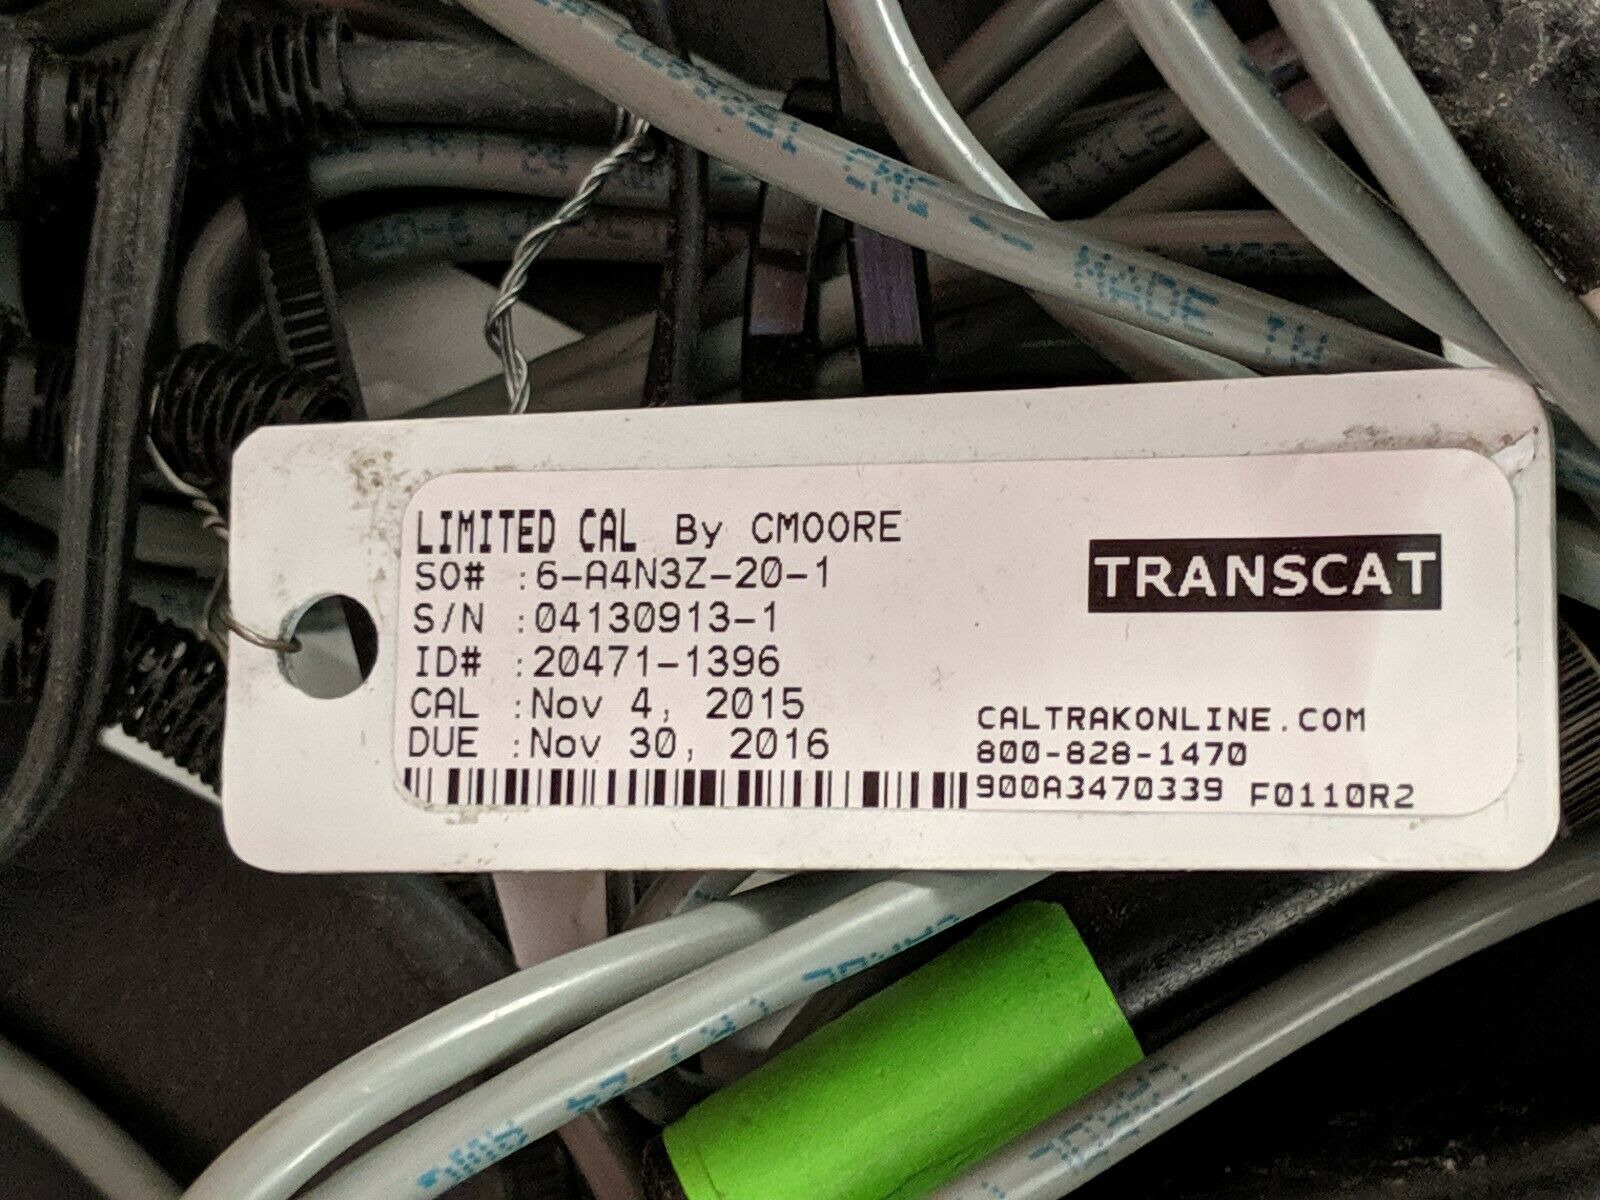 MADE IN
LIMITED CAL By CMOORE
SO# :6-A4N3Z-20-1
S/N :04130913-1
ID# :20471-1396
CAL :Nov 4, 2015
DUE :Nov 30, 2016
TRANSCAT
CALTRAKONLINE.COM
800-828-1470
900A3470339 F0110R2